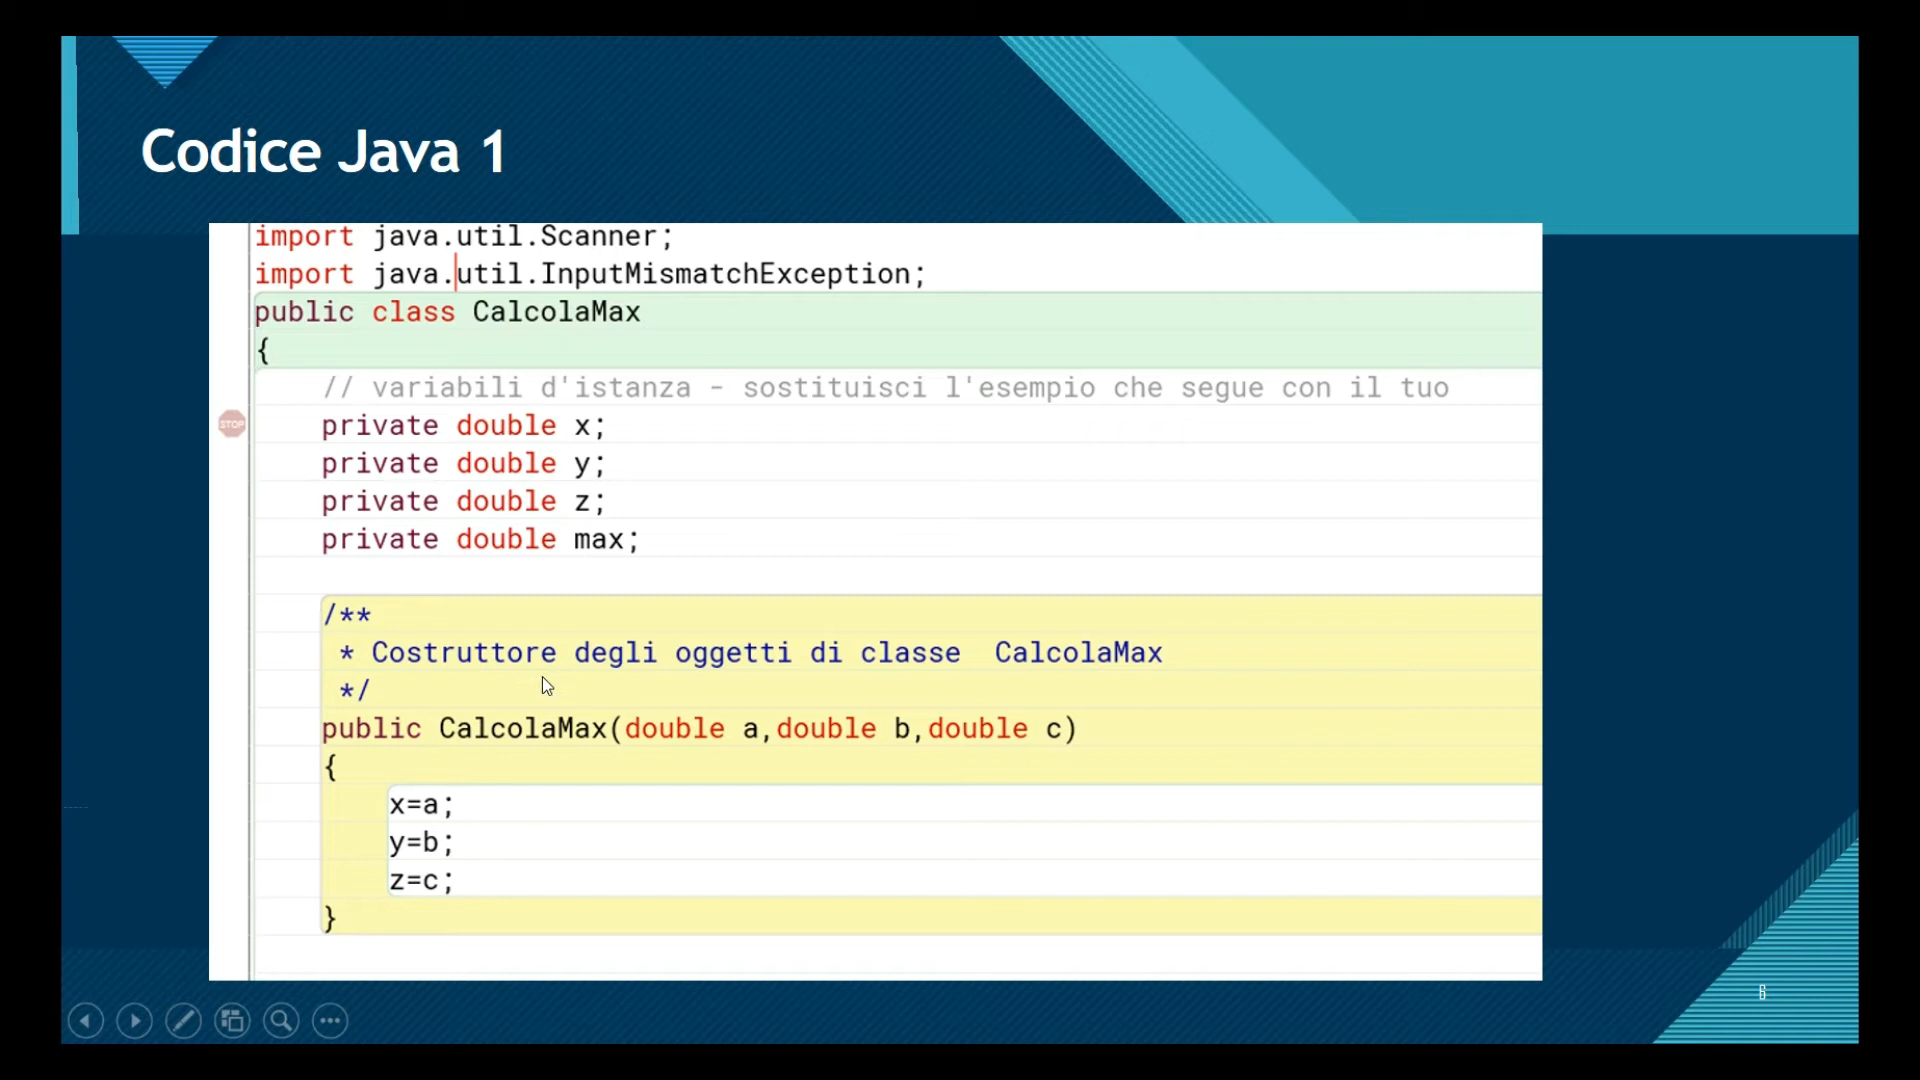 Codice Java 1
import java.util.Scanner;
import java.util.InputMismatchException;
public class CalcolaMax
{
// variabili d'istanza - sostituisci l'esempio che segue con il tuo
STOP
private double x;
private double y;
private double z;
private double max;
/**
* Costruttore degli oggetti di classe  CalcolaMax
*/
public CalcolaMax(double a,double b,double c)
{
x=a;
y=b;
z=c;
}
6